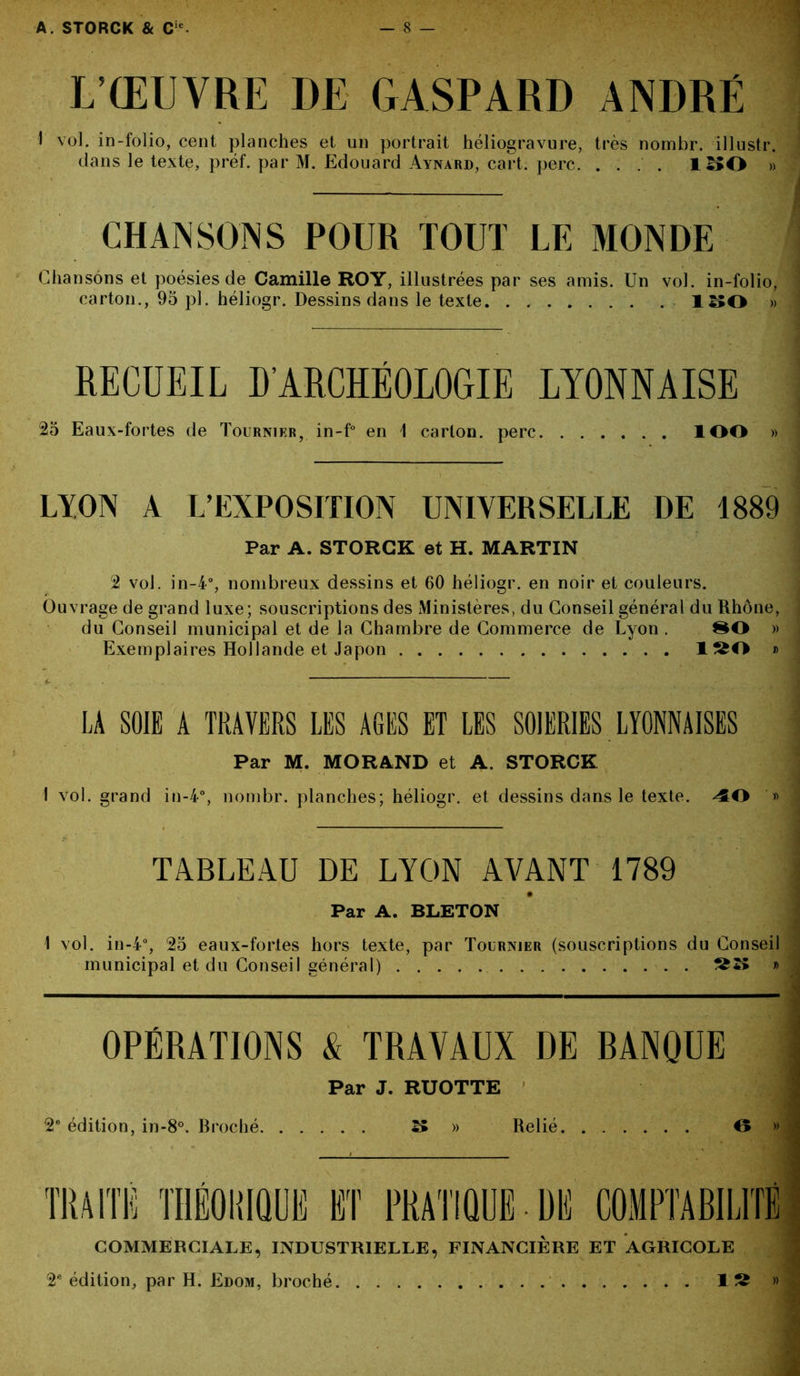 A. STORCK & Cie. — 8 —
L'ŒUVRE DE GASPARD ANDRÉ
1 vol. in-folio, cent planches et un portrait héliogravure, très nombr. illustr.
dans le texte, préf. par M. Edouard Aynard, cart. perc. . . . . 150 »
CHANSONS POUR TOUT LE MONDE
Chansons et poésies de Camille ROY, illustrées par ses amis. Un vol. in-folio,
carton., 95 pl. héliogr. Dessins dans le texte. . . . . . . . . 150 »
RECUEIL D'ARCHÉOLOGIE LYONNAISE
25 Eaux-fortes de Tournier, in-f° en 1 carton. perc. . . . . . . 100 »
LYON A L'EXPOSITION UNIVERSELLE DE 1889
Par A. STORCK et H. MARTIN
2 vol. in-4°, nombreux dessins et 60 héliogr. en noir et couleurs.
Ouvrage de grand luxe; souscriptions des Ministères, du Conseil général du Rhône,
du Conseil municipal et de la Chambre de Commerce de Lyon . 80 »
Exemplaires Hollande et Japon . . . . . . . . . . . . . . 120 »
LA SOIE A TRAVERS LES AGES ET LES SOIERIES LYONNAISES
Par M. MORAND et A. STORCK
1 vol. grand in-4°, nombr. planches; héliogr. et dessins dans le texte. 40 »
TABLEAU DE LYON AVANT 1789
Par A. BLETON
1 vol. in-4°, 25 eaux-fortes hors texte, par Tournier (souscriptions du Conseil
municipal et du Conseil général) . . . . . . . . . . . . . . . 25 »
OPÉRATIONS & TRAVAUX DE BANQUE
Par J. RUOTTE
2e édition, in-8°. Broché. . . . . . 5 » Relié. . . . . . . 6 »
TRAITÉ THÉORIQUE ET PRATIQUE DE COMPTABILITÉ
COMMERCIALE, INDUSTRIELLE, FINANCIÈRE ET AGRICOLE
2e édition, par H. Edom, broché. . . . . . . . . . . . . . . . . . 12 »